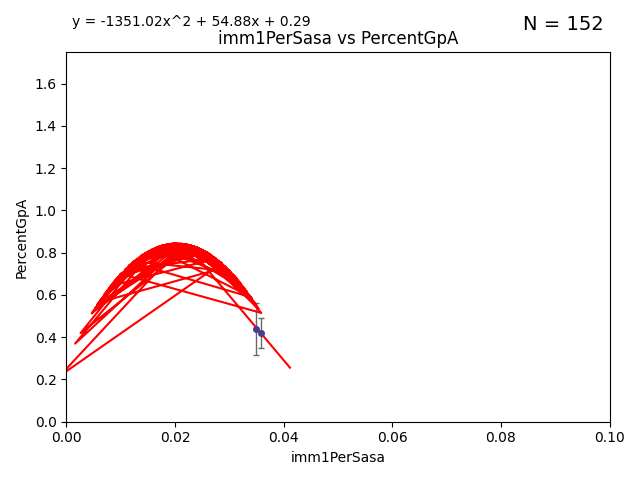 y = -1351.02x^2 + 54.88x + 0.29
N = 152
imm1PerSasa vs PercentGpA
PercentGpA
1.6
1.4
1.2
1.0
0.8
0.6
0.4
0.2
0.0
0.00 0.02 0.04 0.06 0.08 0.10
imm1PerSasa